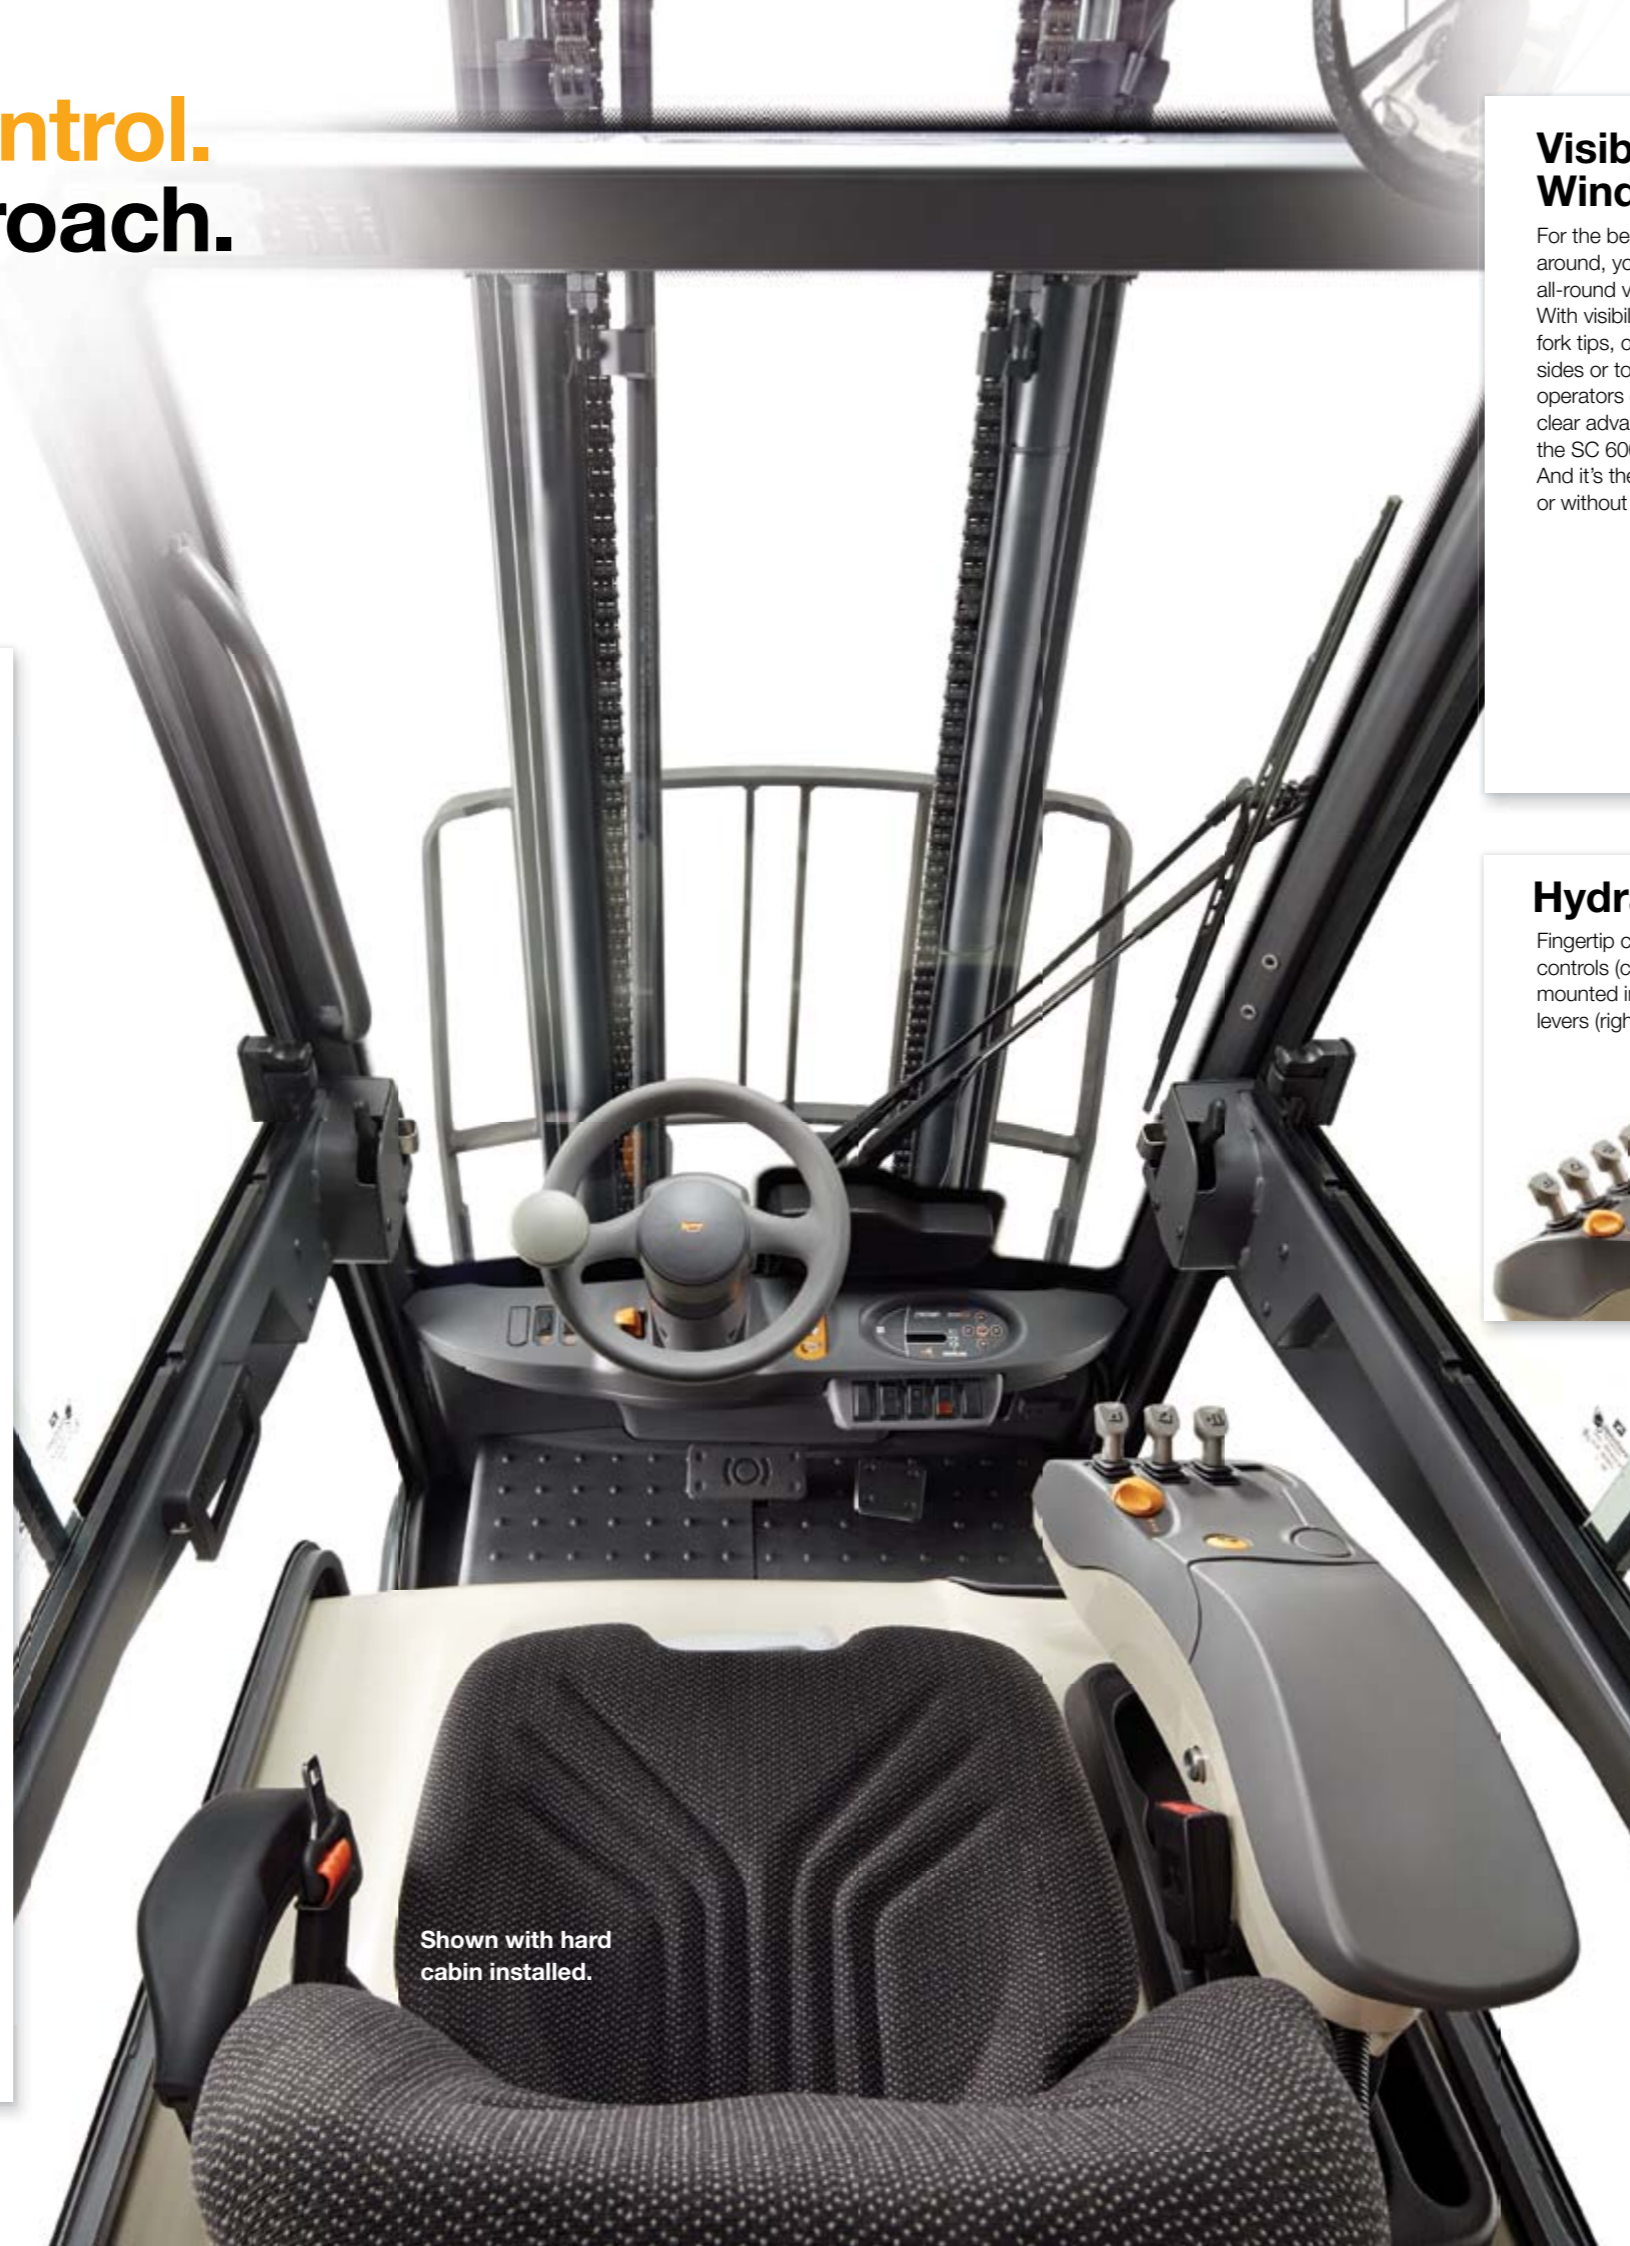 ntrol.
roach.
Visib
Wind
For the be
around, yo
all-round v
With visibil
fork tips, o
sides or to
operators
clear adva
the SC 600
And it's the
or without
Hydra
Fingertip c
controls (c
mounted i
levers (righ
Shown with hard
cabin installed.